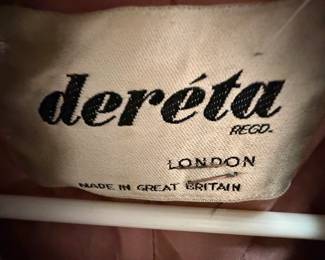 deréta
REGD.
LONDON
MADE IN GREAT BRITAIN